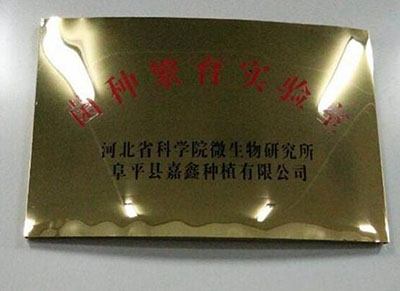 菌种繁育实验室
河北省科学院微生物研究所
阜平县嘉鑫种植有限公司